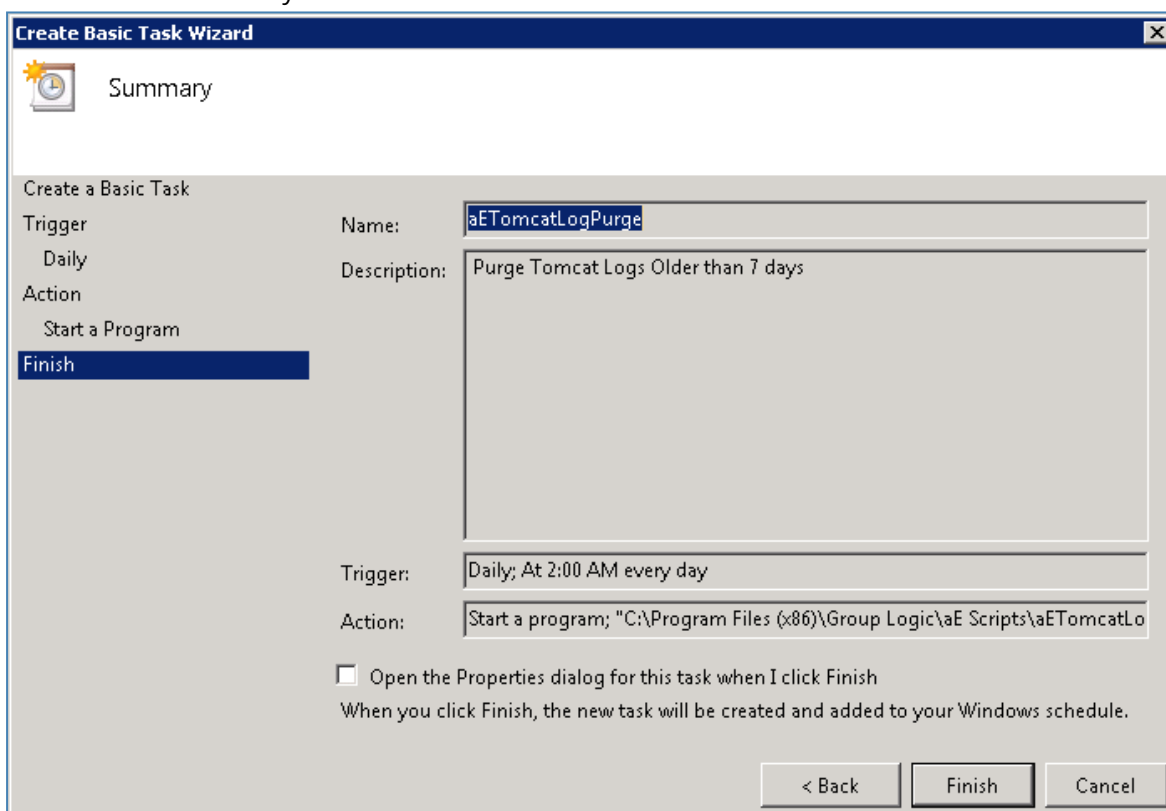 Create Basic Task Wizard
Summary
Create a Basic Task
Trigger
Daily
Action
Start a Program
Finish
Name:
aETomcatLogPurge
Description:
Purge Tomcat Logs Older than 7 days
Trigger:
Daily; At 2:00 AM every day
Action:
Start a program; "C:\Program Files (x86)\Group Logic\aE Scripts\aETomcatLo
Open the Properties dialog for this task when I click Finish
When you click Finish, the new task will be created and added to your Windows schedule.
< Back
Finish
Cancel